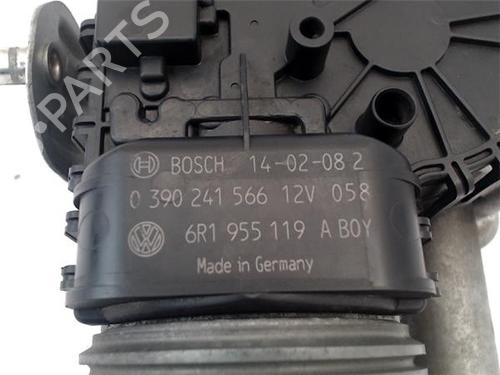 B PARTS
BOSCH 14-02-08 2
0 390 241 566 12V 058
6R1 955 119 A BOY
Made in Germany